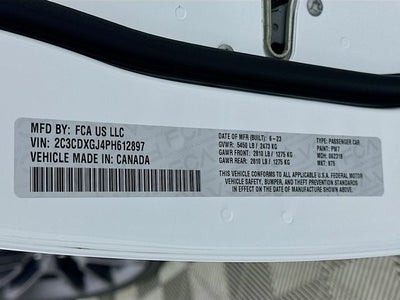 MFD BY: FCA US LLC
VIN: 2C3CDXGJ4PH612897
VEHICLE MADE IN: CANADA
DATE OF MFR (BUILT): 6-23
GVWR: 5450 LB / 2473 KG
GAWR FRONT: 2810 LB / 1275 KG
GAWR REAR: 2810 LB / 1275 KG
TYPE: PASSENGER CAR
PAINT: PW7
MDH: 062318
VEHICLE CONFORMS TO ALL APPLICABLE U.S.A. FEDERAL MOTOR
VEHICLE SAFETY, BUMPER, AND THEFT PREVENTION STANDARDS IN
EFFECT ON THE DATE OF MANUFACTURE SHOWN ABOVE.